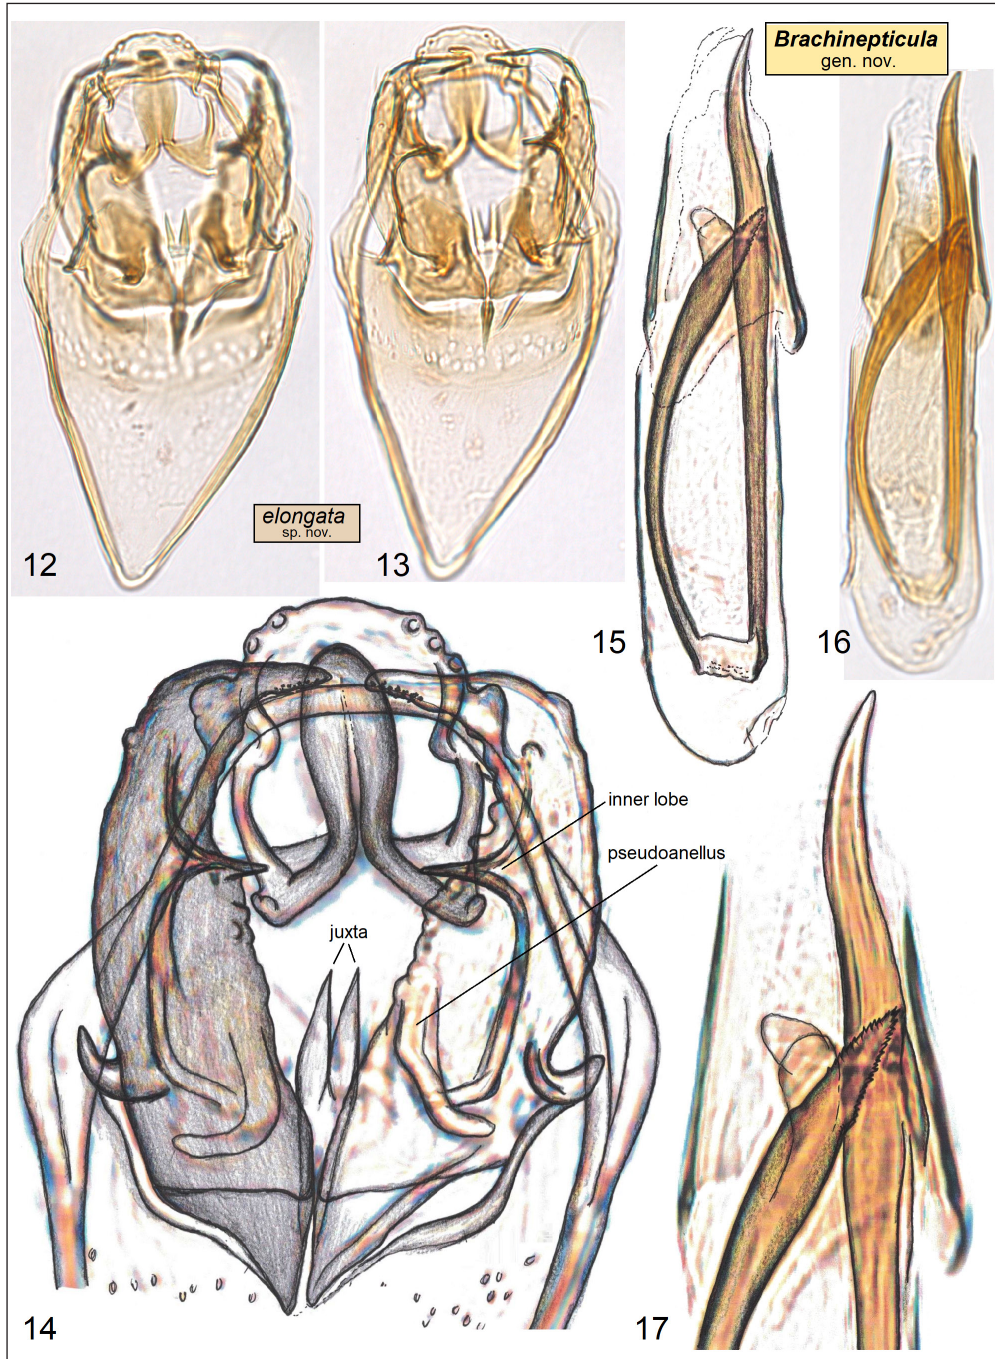 Brachinepticula
gen. nov.
elongata
sp. nov.
12
13
15
16
inner lobe
pseudoanellus
juxta
14
17